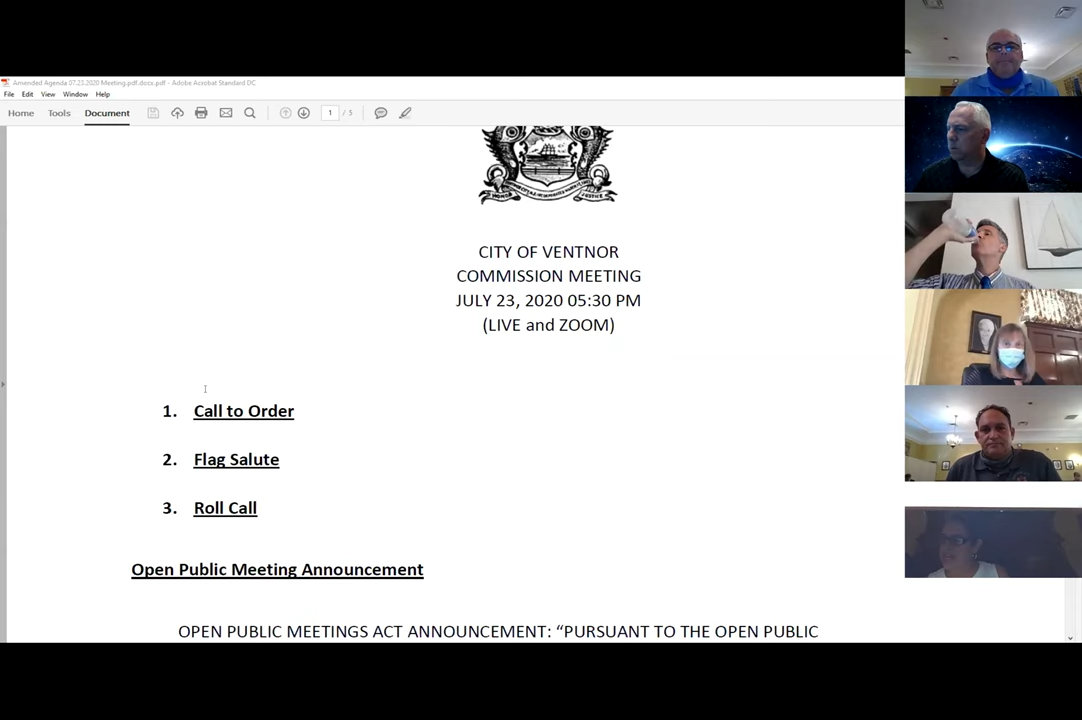 Amended Agenda 07.23.2020 Meeting.pdf.docx.pdf - Adobe Acrobat Standard DC
File Edit View Window Help
Home Tools Document 1 / 5
CITY OF VENTNOR
COMMISSION MEETING
JULY 23, 2020 05:30 PM
(LIVE and ZOOM)
1. Call to Order
2. Flag Salute
3. Roll Call
Open Public Meeting Announcement
OPEN PUBLIC MEETINGS ACT ANNOUNCEMENT: “PURSUANT TO THE OPEN PUBLIC